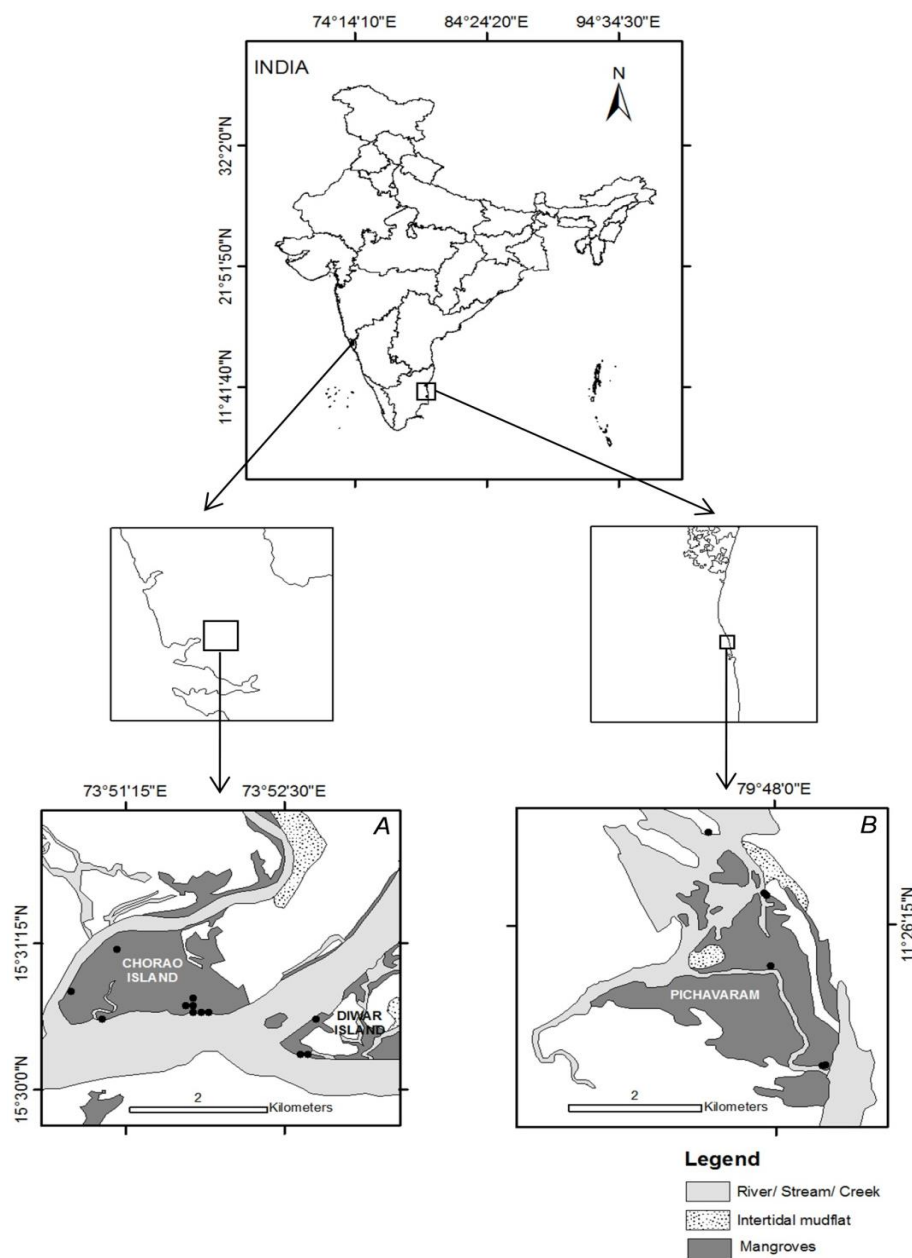 74°14'10"E 84°24'20"E 94°34'30"E
INDIA
N
32°2'0"N
21°51'50"N
11°41'40"N
73°51'15"E 73°52'30"E
A
15°31'15"N
15°30'0"N
CHORAO
ISLAND
DIWAR
ISLAND
2
Kilometers
79°48'0"E
B
11°26'15"N
PICHAVARAM
2
Kilometers
Legend
River/ Stream/ Creek
Intertidal mudflat
Mangroves